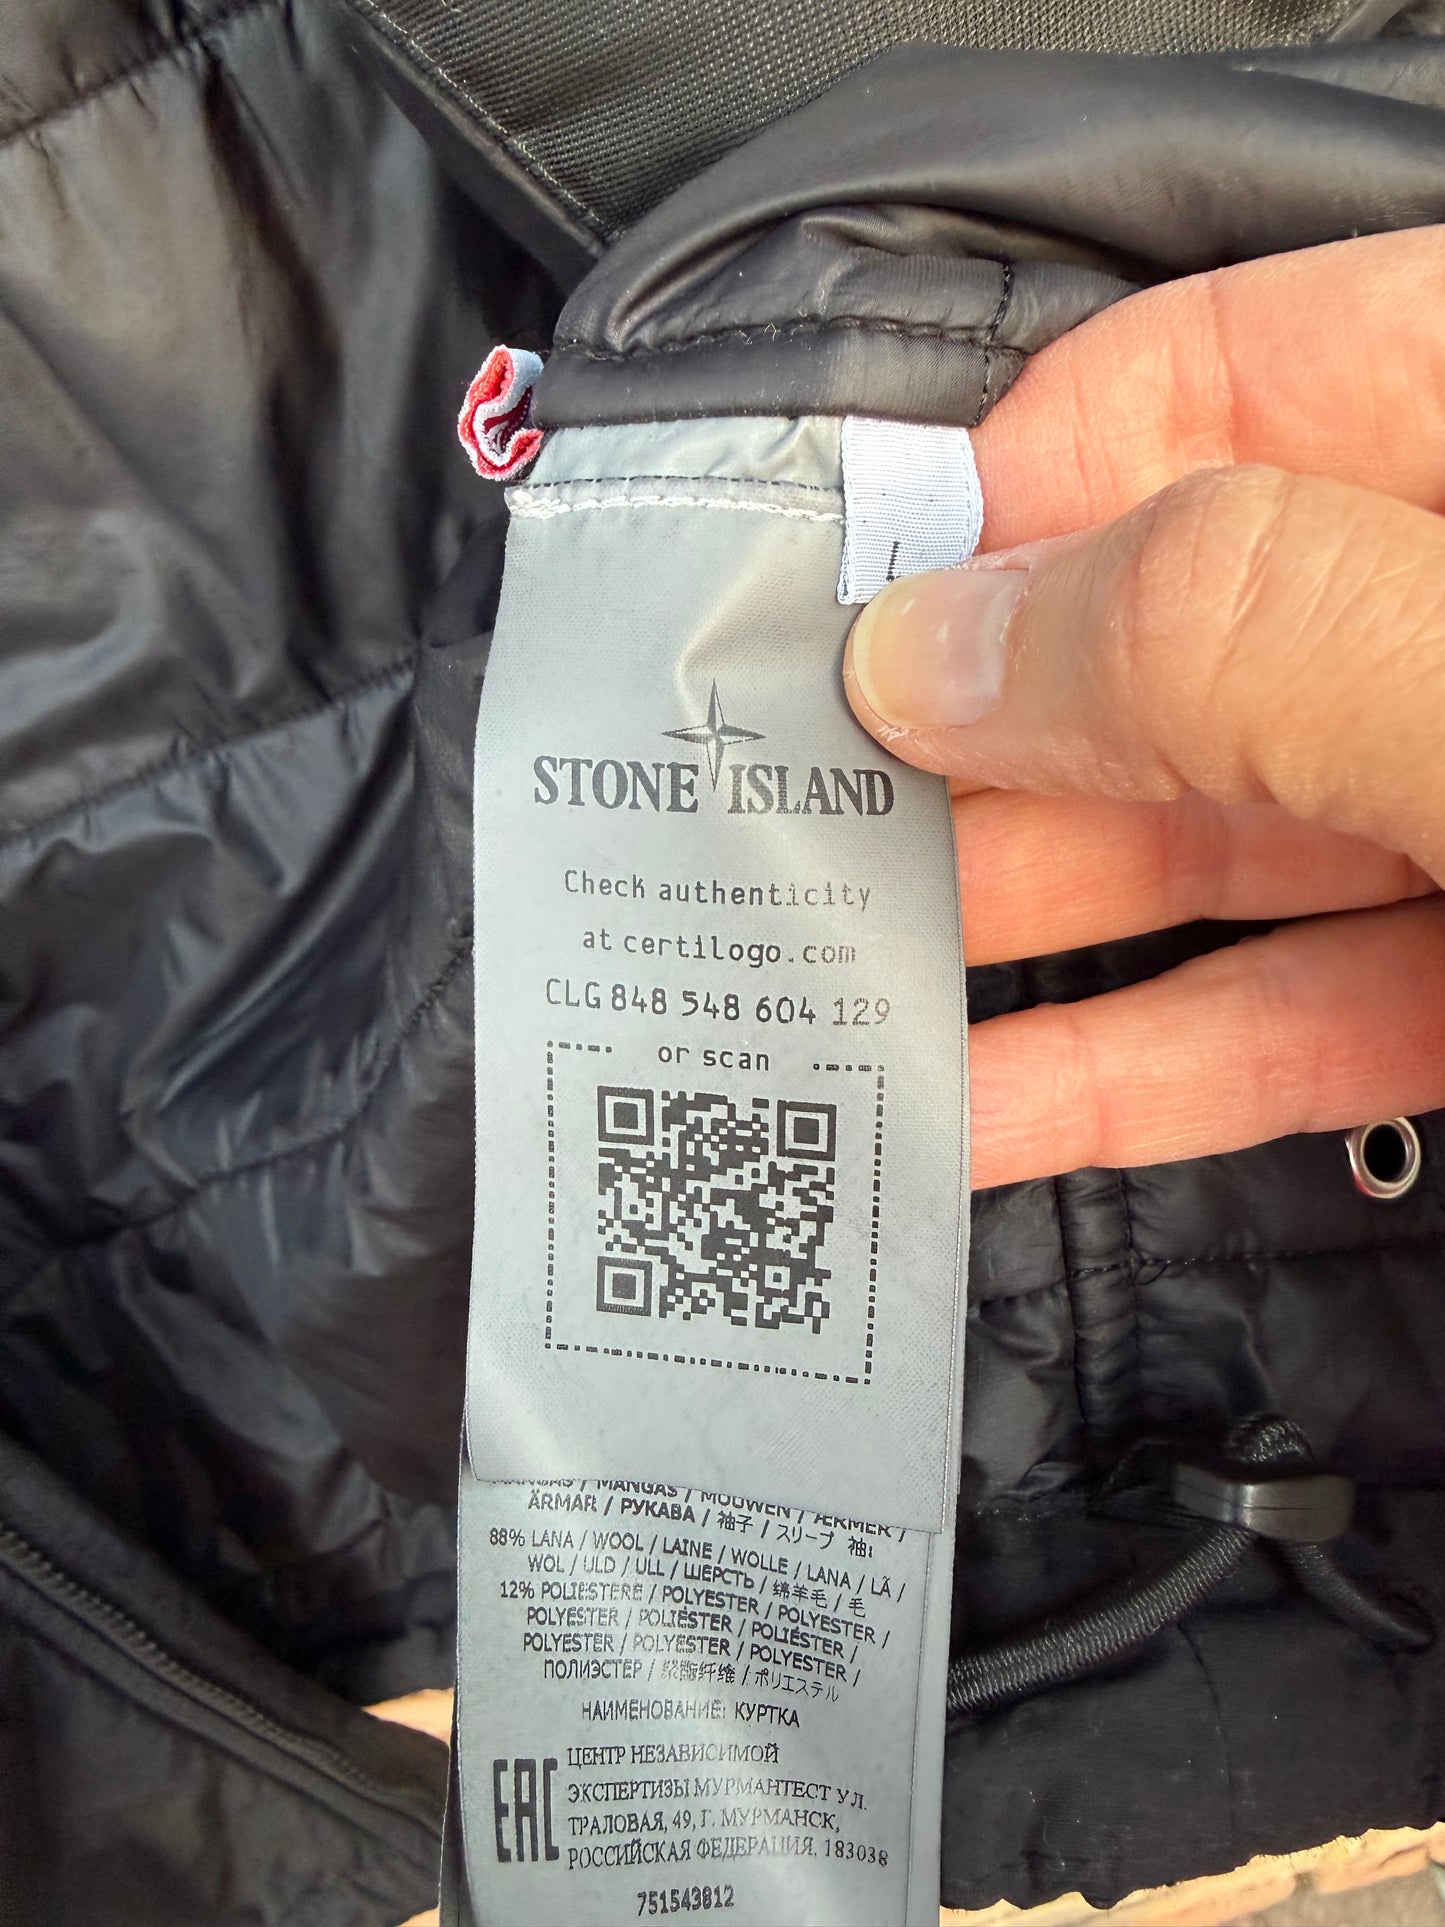 L
STONE ISLAND
Check authenticity
at certilogo.com
CLG 848 548 604 129
or scan
MANGAS / MOUWEN / ÆRMER /
ÄRMAR / РУКАВА / 袖子 / スリーブ 袖:
88% LANA / WOOL / LAINE / WOLLE / LANA / LÃ /
WOL / ULD / ULL / ШЕРСТЬ / 绵羊毛 / 毛
12% POLIESTERE / POLYESTER / POLYESTER /
POLYESTER / POLIÉSTER / POLIÉSTER /
POLYESTER / POLYESTER / POLYESTER /
ПОЛИЭСТЕР / 聚酯纤维 / ポリエステル
НАИМЕНОВАНИЕ: КУРТКА
EAC
ЦЕНТР НЕЗАВИСИМОЙ
ЭКСПЕРТИЗЫ МУРМАНТЕСТ УЛ.
ТРАЛОВАЯ, 49, Г. МУРМАНСК,
РОССИЙСКАЯ ФЕДЕРАЦИЯ, 183038
751543812